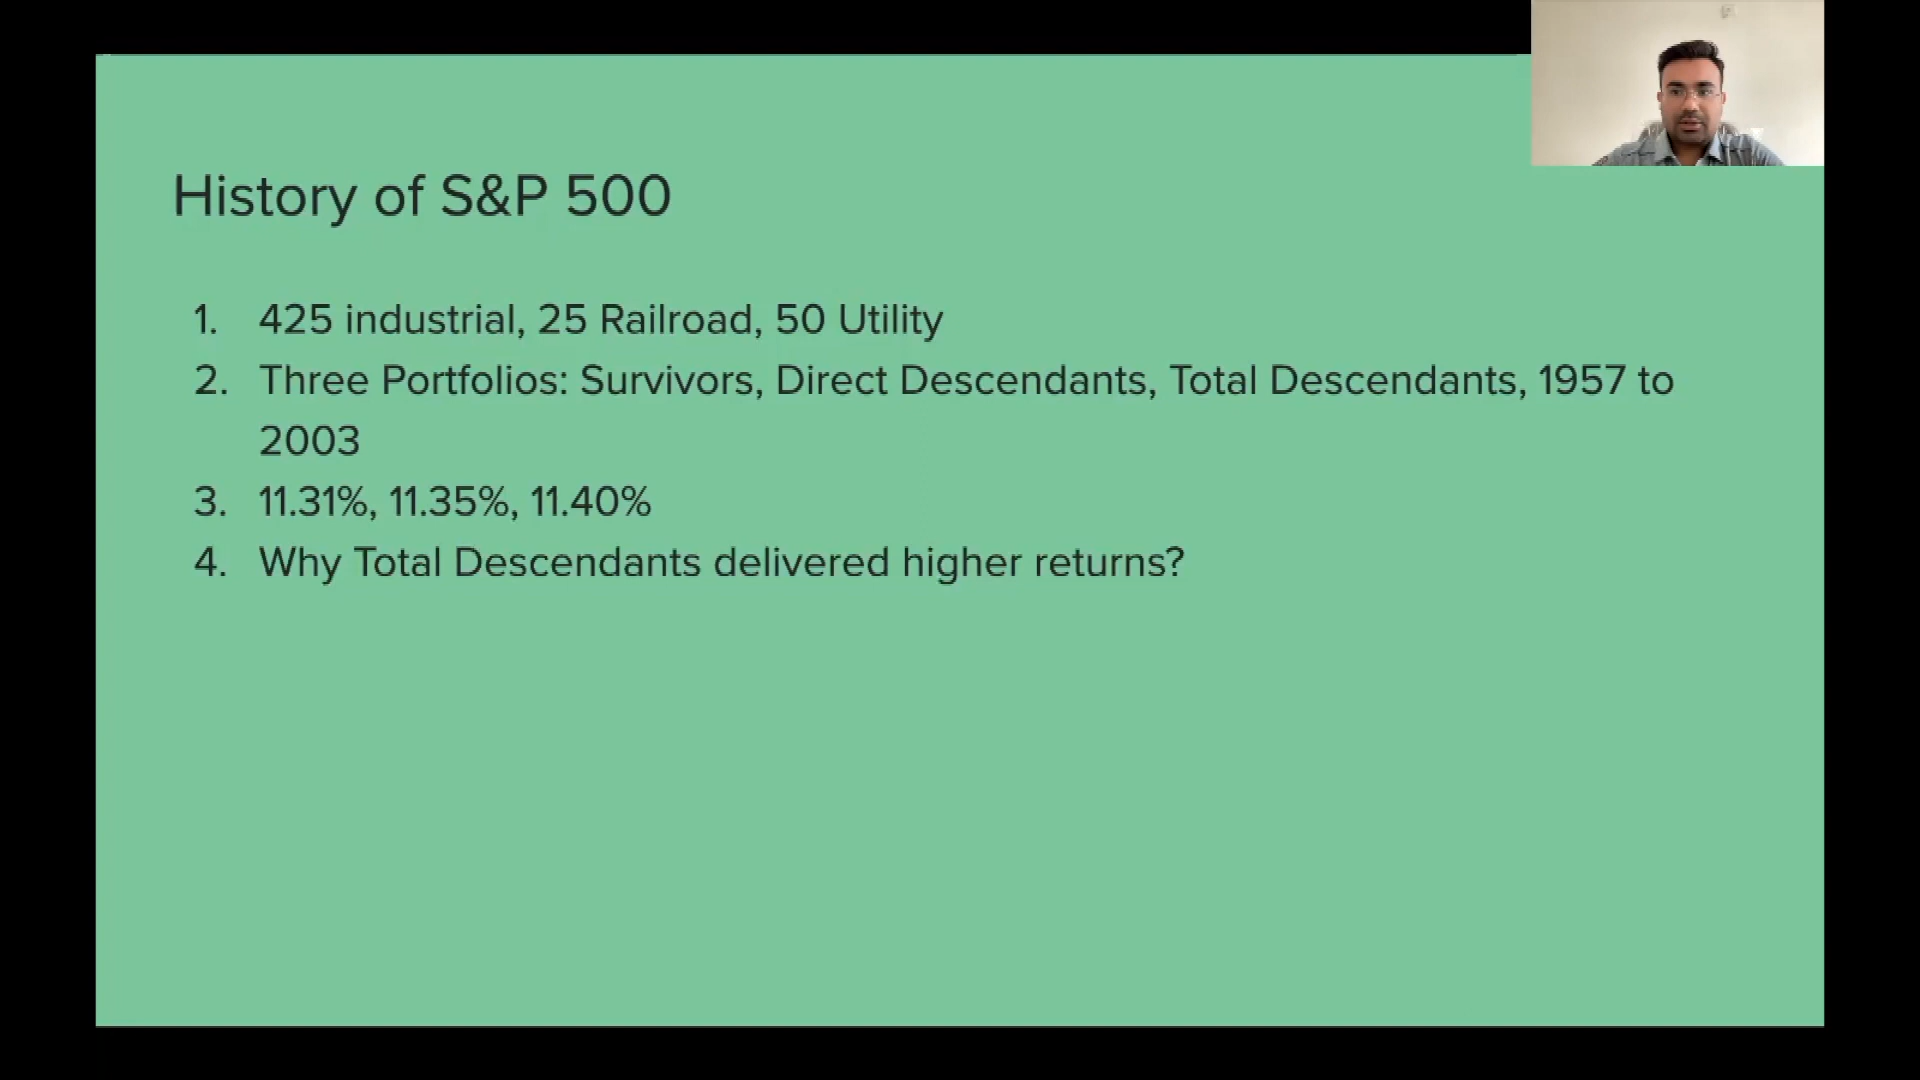 History of S&P 500
1. 425 industrial, 25 Railroad, 50 Utility
2. Three Portfolios: Survivors, Direct Descendants, Total Descendants, 1957 to
2003
3. 11.31%, 11.35%, 11.40%
4. Why Total Descendants delivered higher returns?